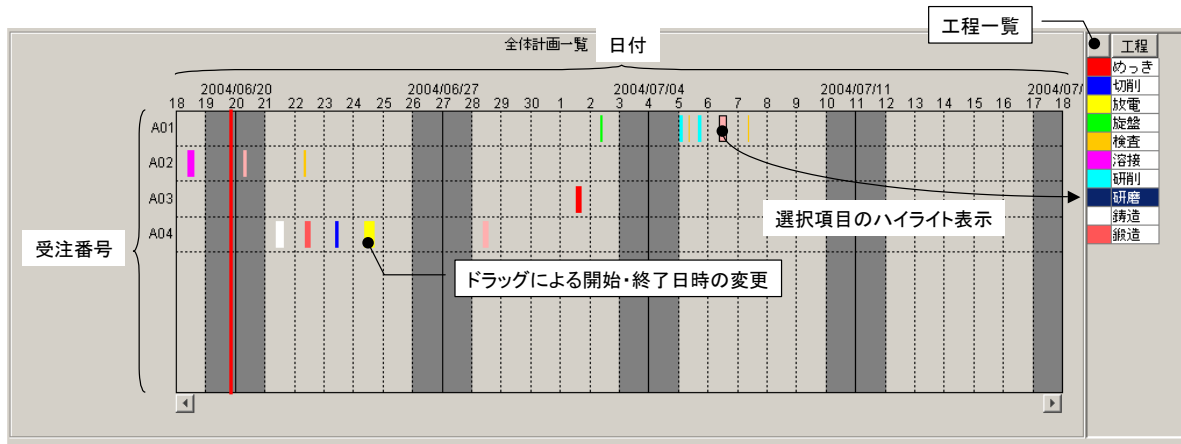 工程一覧
全体計画一覧
日付
工程
2004/06/20 2004/06/27 2004/07/04 2004/07/11 2004/07/
18 19 20 21 22 23 24 25 26 27 28 29 30 1 2 3 4 5 6 7 8 9 10 11 12 13 14 15 16 17 18
めっき
切削
放電
旋盤
検査
溶接
研削
研磨
鋳造
鍛造
A01
A02
A03
A04
受注番号
選択項目のハイライト表示
ドラッグによる開始・終了日時の変更